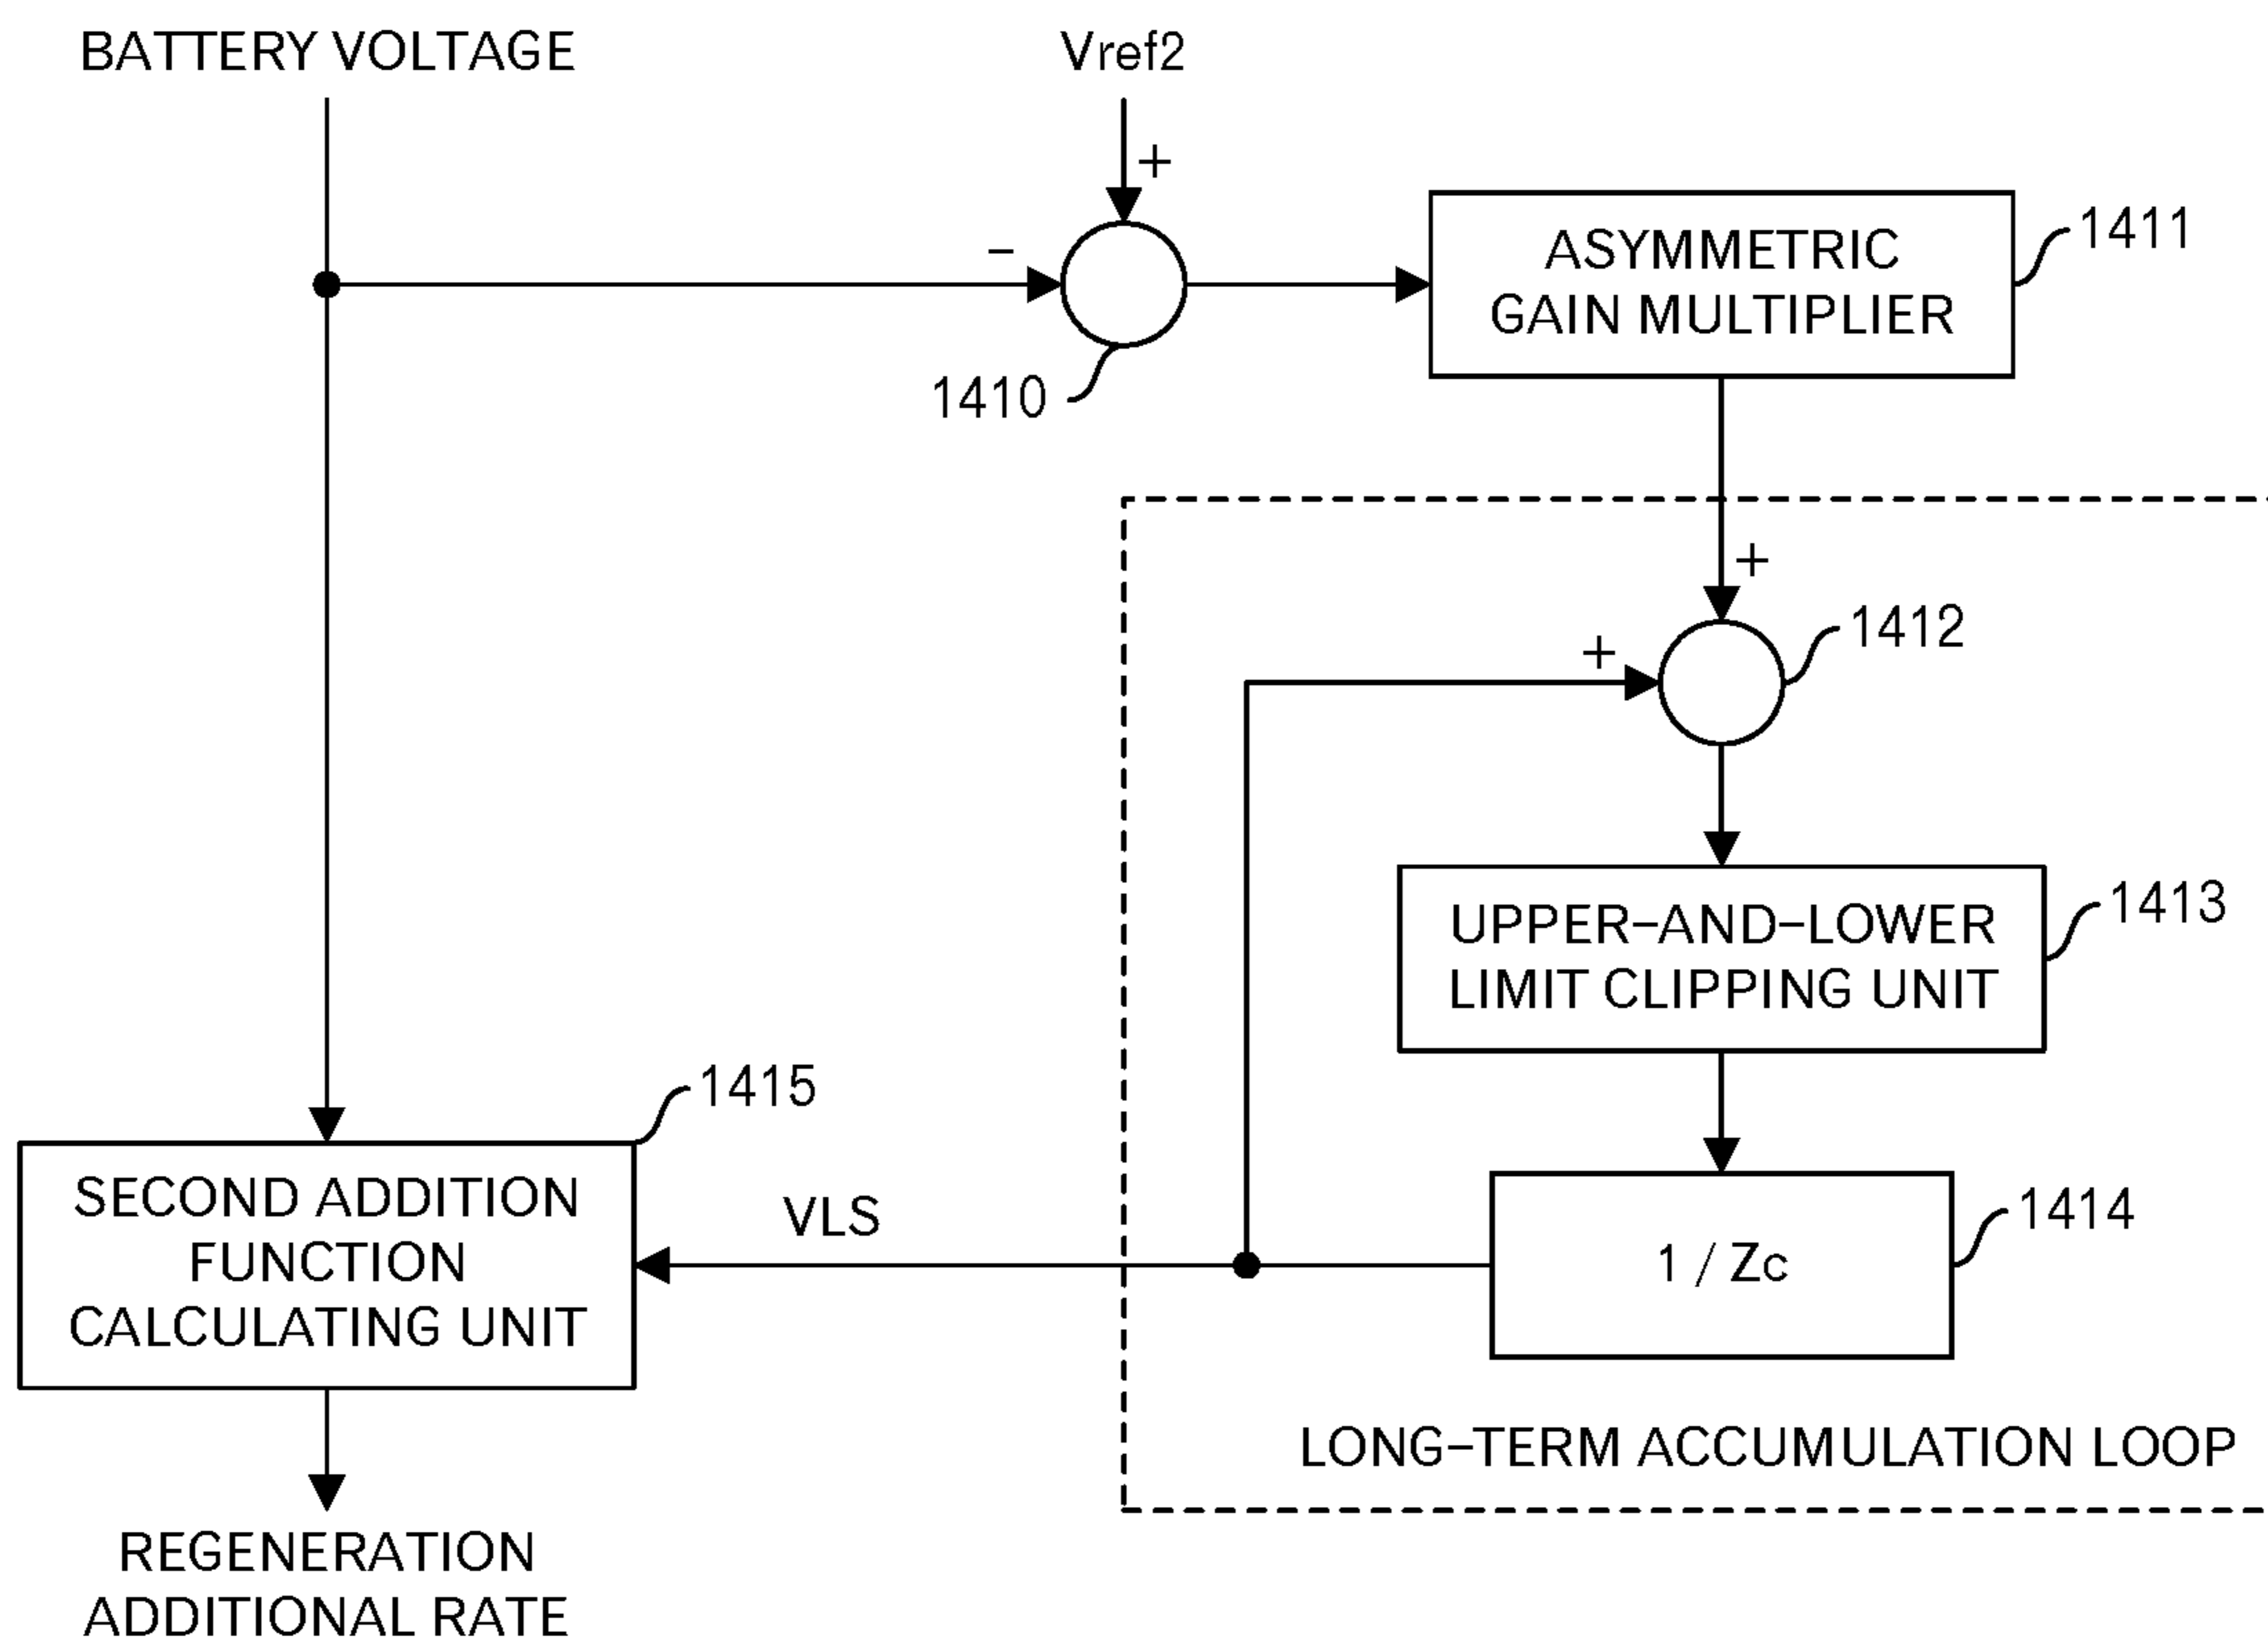 BATTERY VOLTAGE
Vref2
+
−
1410
ASYMMETRIC
GAIN MULTIPLIER
1411
+
+
1412
UPPER-AND-LOWER
LIMIT CLIPPING UNIT
1413
1415
SECOND ADDITION
FUNCTION
CALCULATING UNIT
VLS
1 / Zc
1414
LONG-TERM ACCUMULATION LOOP
REGENERATION
ADDITIONAL RATE